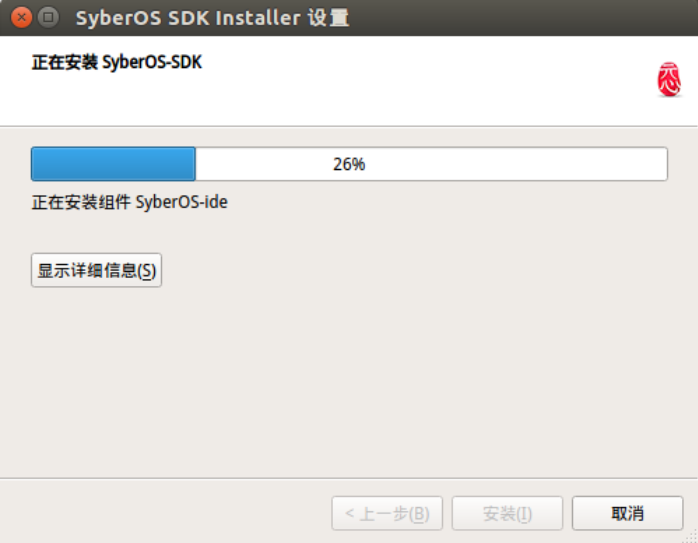 SyberOS SDK Installer 设置
正在安装 SyberOS-SDK
26%
正在安装组件 SyberOS-ide
显示详细信息(S)
< 上一步(B) 安装(I) 取消